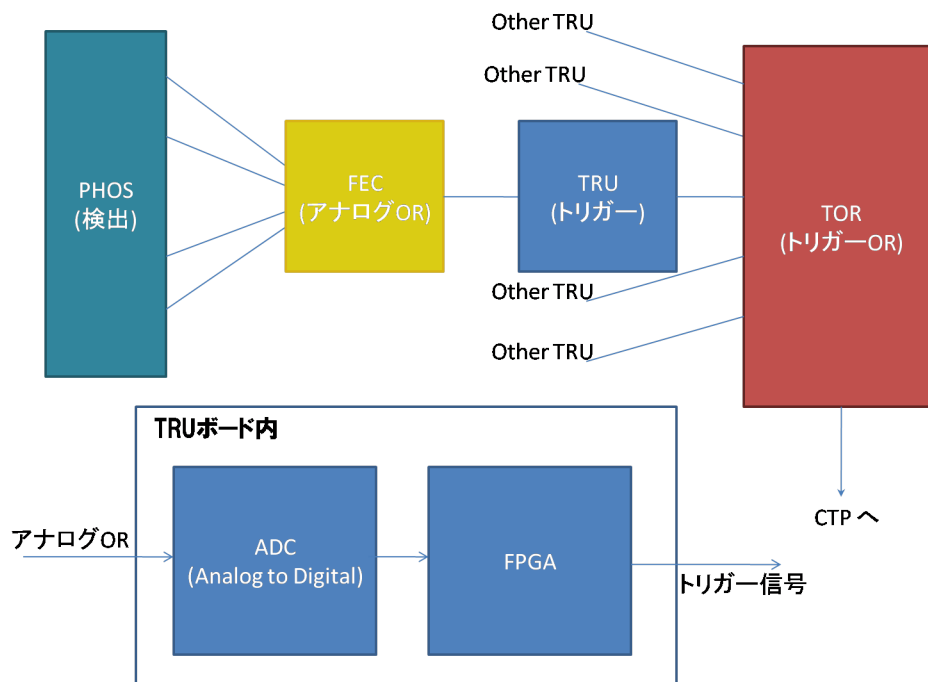 Other TRU
Other TRU
PHOS
(検出)
FEC
(アナログOR)
TRU
(トリガー)
TOR
(トリガーOR)
Other TRU
Other TRU
TRUボード内
アナログOR
ADC
(Analog to Digital)
FPGA
トリガー信号
CTP へ